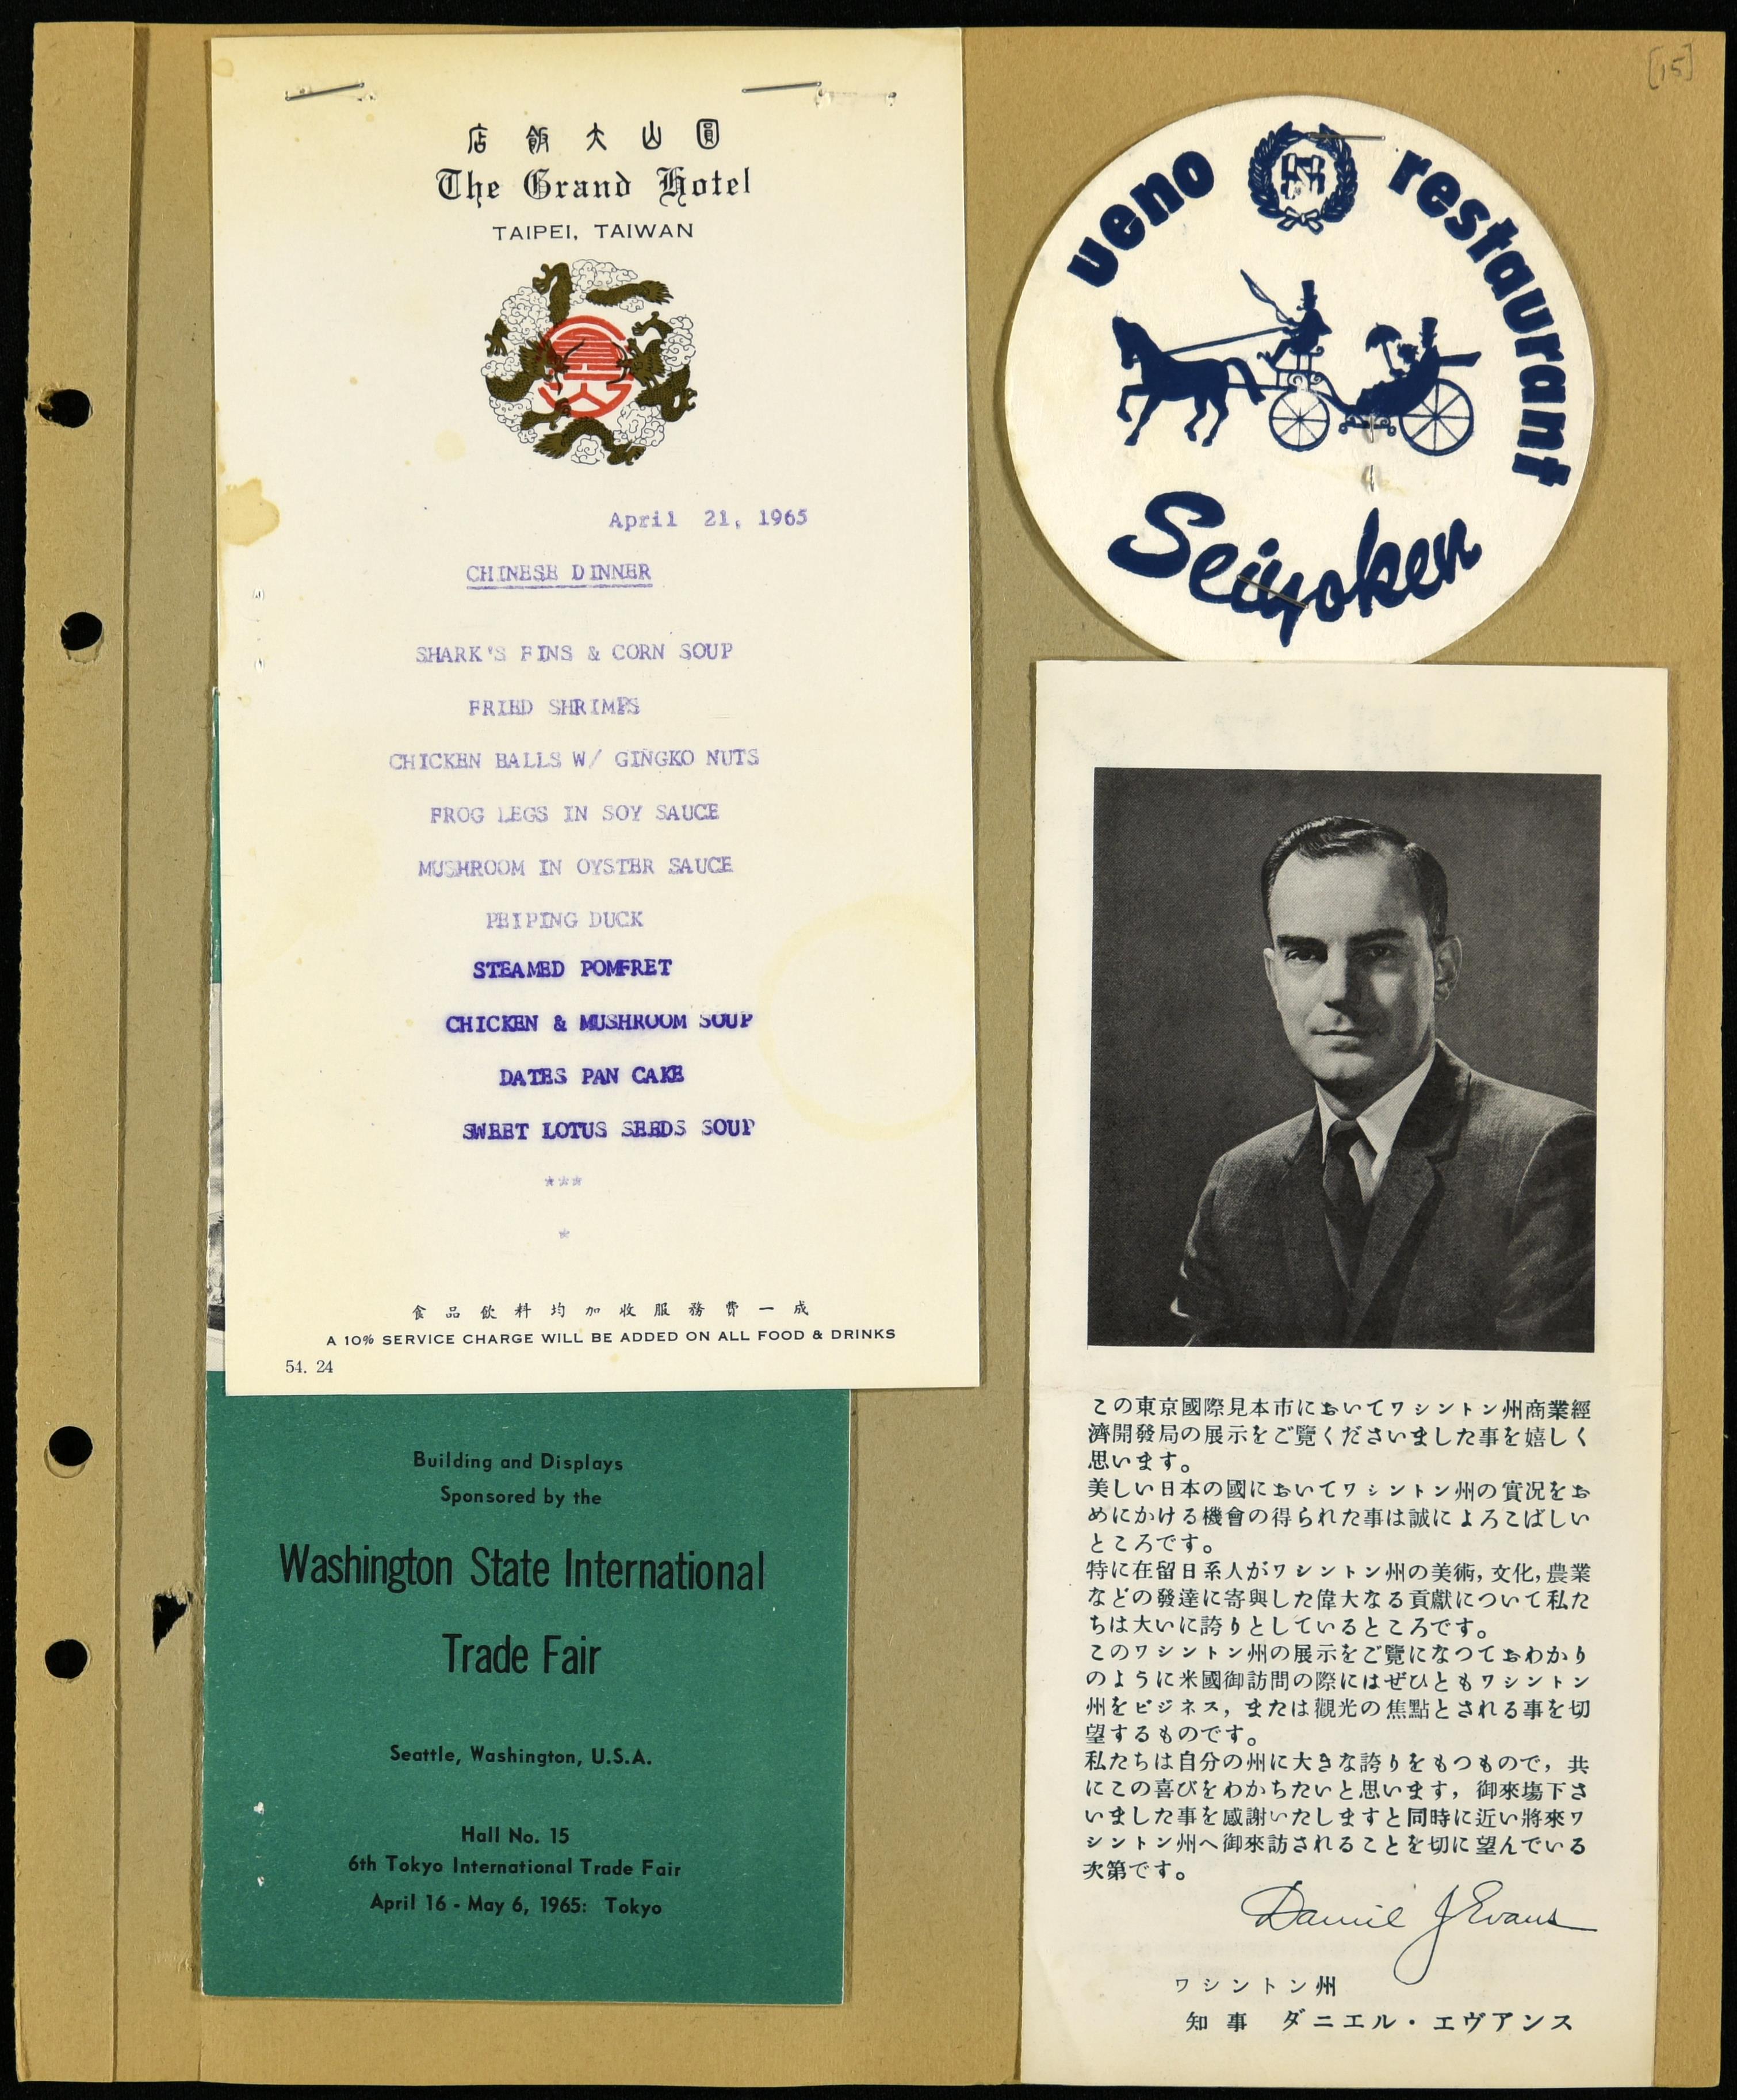 [15]
店 飯 大 山 圓
The Grand Hotel
TAIPEI, TAIWAN
April 21, 1965
CHINESE DINNER
SHARK'S FINS & CORN SOUP
FRIED SHRIMPS
CHICKEN BALLS W/ GINGKO NUTS
FROG LEGS IN SOY SAUCE
MUSHROOM IN OYSTER SAUCE
PEIPING DUCK
STEAMED POMFRET
CHICKEN & MUSHROOM SOUP
DATES PAN CAKE
SWEET LOTUS SEEDS SOUP
***
*
食品飲料均加收服務費一成
A 10% SERVICE CHARGE WILL BE ADDED ON ALL FOOD & DRINKS
54. 24
Building and Displays
Sponsored by the
Washington State International
Trade Fair
Seattle, Washington, U.S.A.
Hall No. 15
6th Tokyo International Trade Fair
April 16 - May 6, 1965: Tokyo
ueno restaurant
Seiyoken
この東京國際見本市においてワシントン州商業經
濟開發局の展示をご覽くださいました事を嬉しく
思います。
美しい日本の國においてワシントン州の實況をお
めにかける機會の得られた事は誠によろこばしい
ところです。
特に在留日系人がワシントン州の美術, 文化, 農業
などの發達に寄與した偉大なる貢獻について私た
ちは大いに誇りとしているところです。
このワシントン州の展示をご覽になつておわかり
のように米國御訪問の際にはぜひともワシントン
州をビジネス, または觀光の焦點とされる事を切
望するものです。
私たちは自分の州に大きな誇りをもつもので, 共
にこの喜びをわかちたいと思います, 御來場下さ
いました事を感謝いたしますと同時に近い將來ワ
シントン州へ御來訪されることを切に望んでいる
次第です。
Daniel J Evans
ワシントン州
知事 ダニエル・エヴアンス